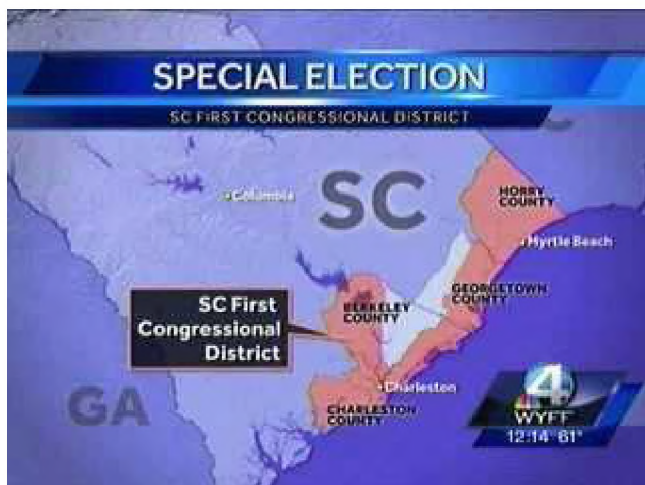 SPECIAL ELECTION
SC FIRST CONGRESSIONAL DISTRICT
SC
HORRY
COUNTY
Columbia
Myrtle Beach
GEORGETOWN
COUNTY
BERKELEY
COUNTY
SC First
Congressional
District
Charleston
CHARLESTON
COUNTY
GA
4
WYFF
12:14 61°